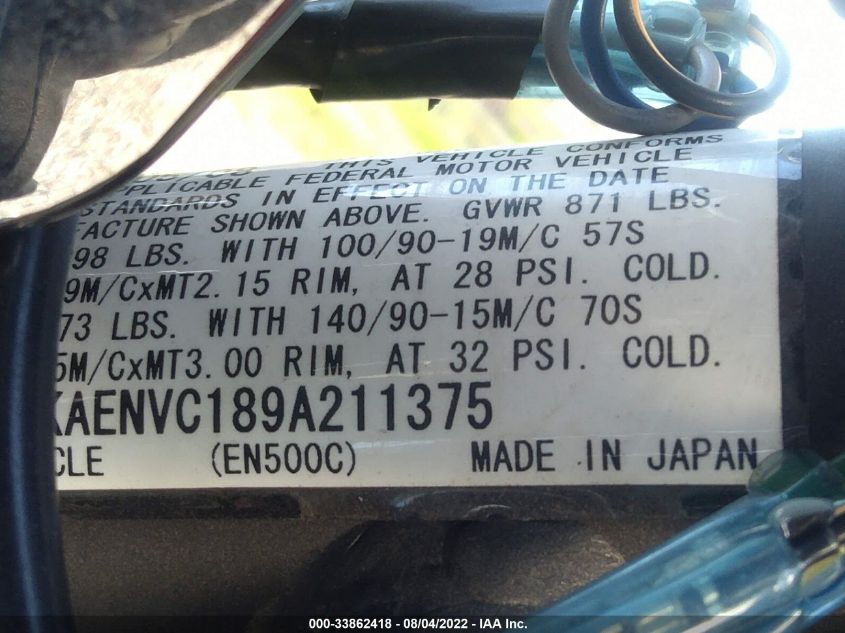 THIS VEHICLE CONFORMS
APPLICABLE FEDERAL MOTOR VEHICLE
STANDARDS IN EFFECT ON THE DATE
FACTURE SHOWN ABOVE. GVWR 871 LBS.
98 LBS. WITH 100/90-19M/C 57S
9M/CxMT2.15 RIM, AT 28 PSI. COLD.
73 LBS. WITH 140/90-15M/C 70S
5M/CxMT3.00 RIM, AT 32 PSI. COLD.
KAENVC189A211375
CLE (EN500C) MADE IN JAPAN
000-33862418 - 08/04/2022 - IAA Inc.